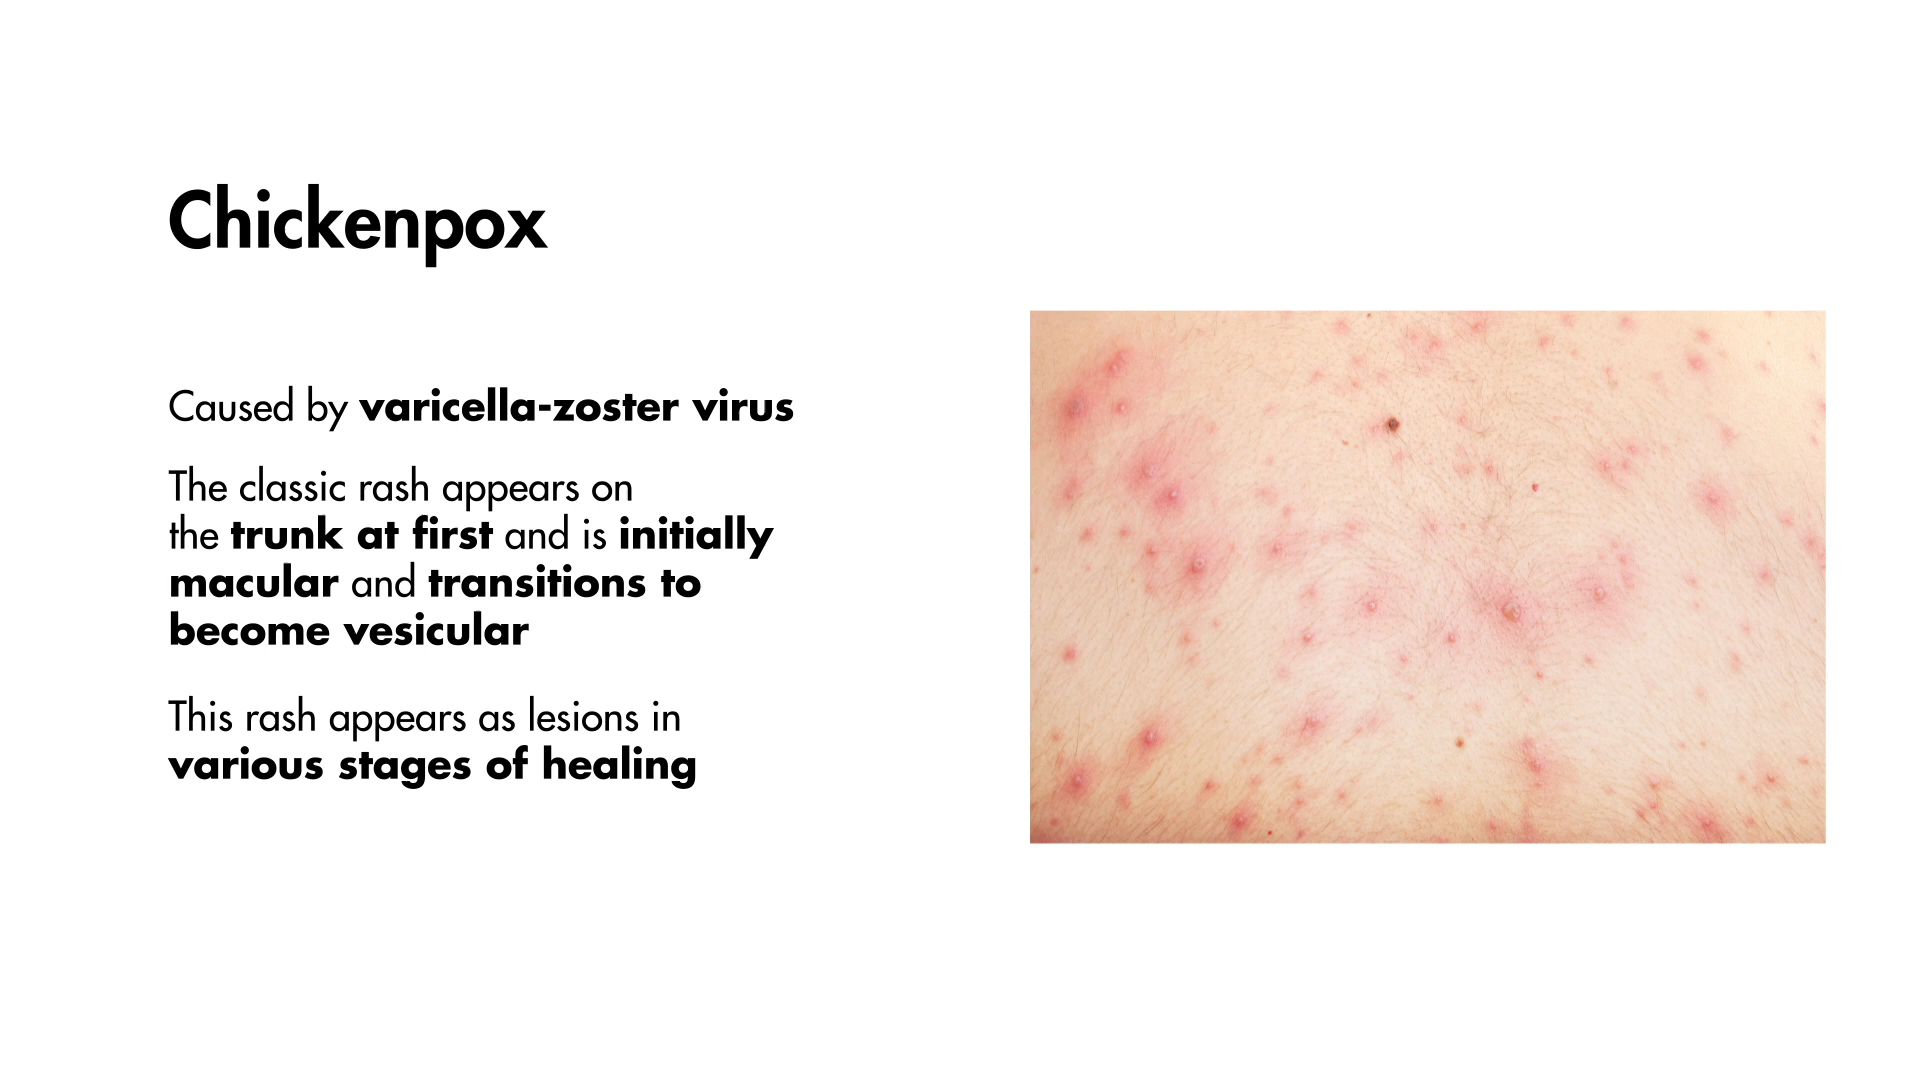 Chickenpox
Caused by varicella-zoster virus
The classic rash appears on
the trunk at first and is initially
macular and transitions to
become vesicular
This rash appears as lesions in
various stages of healing